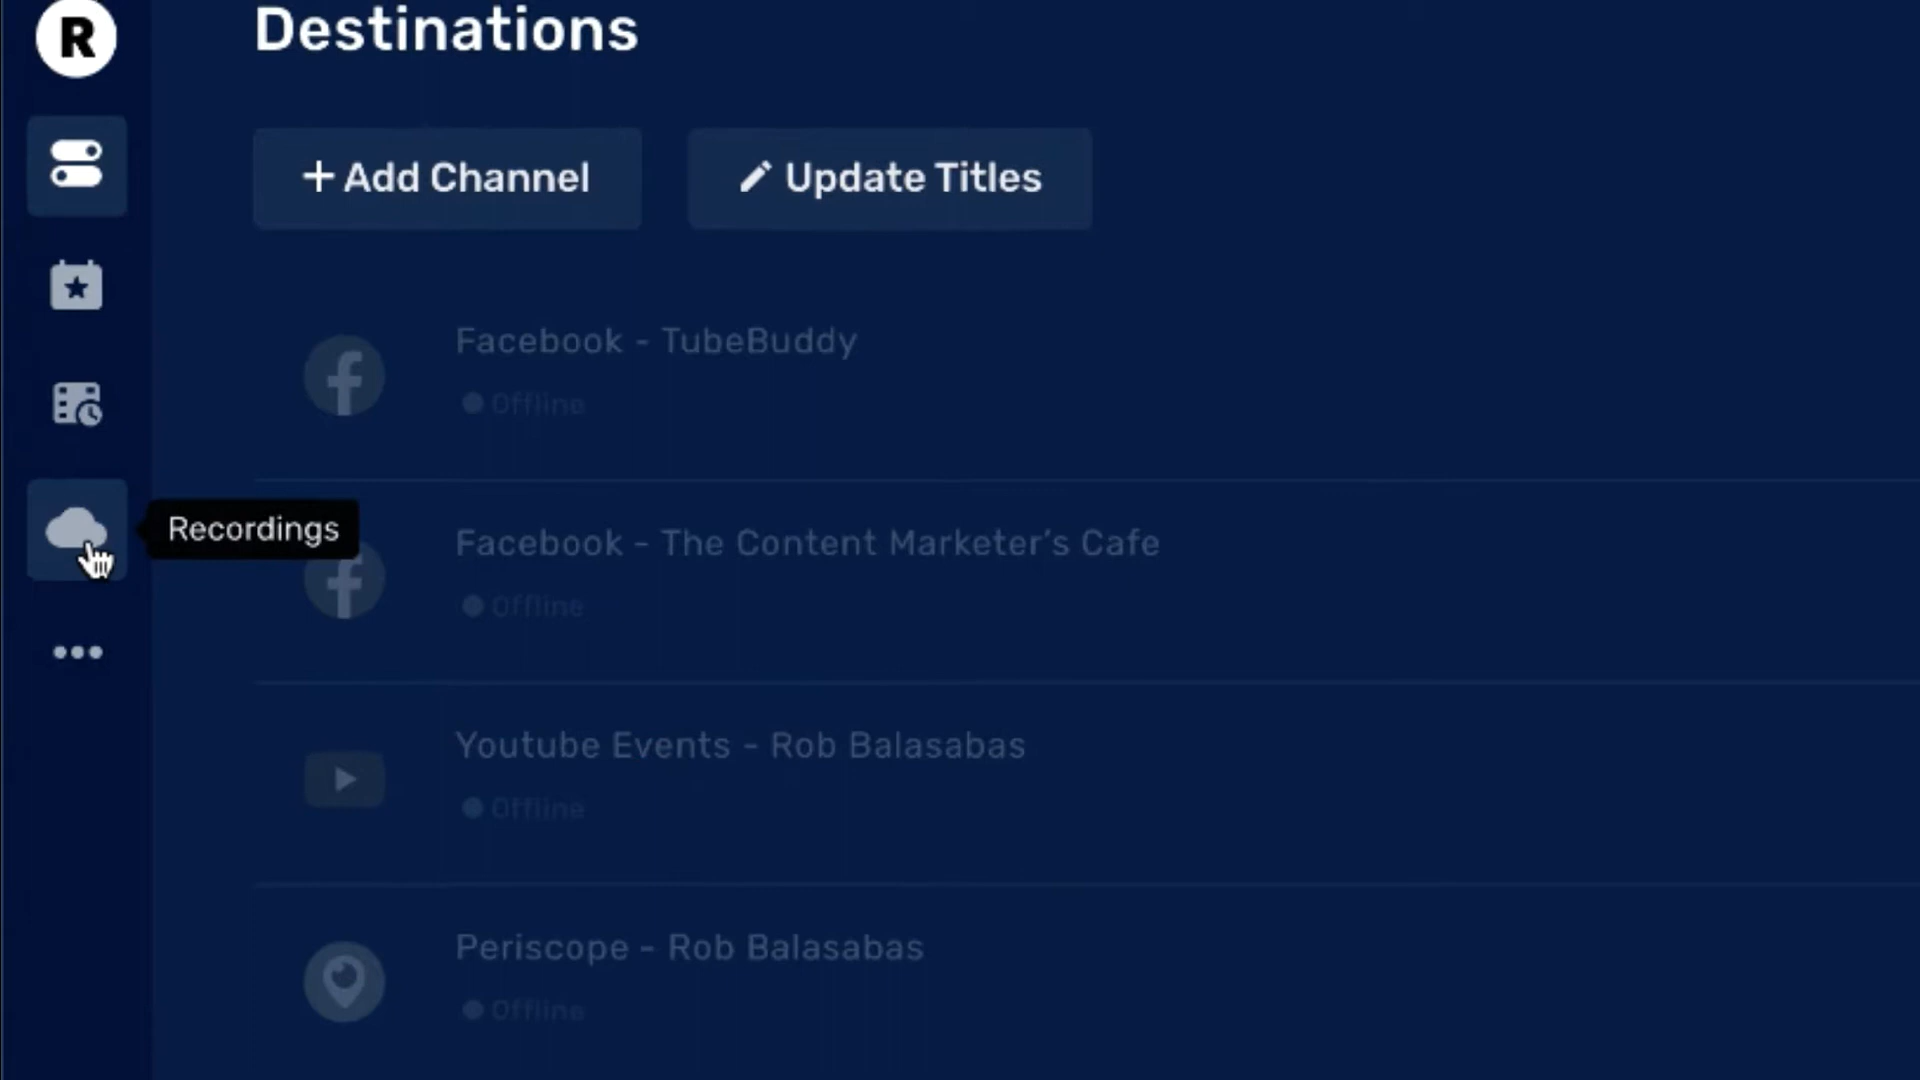 R
Destinations
+ Add Channel
Update Titles
Facebook - TubeBuddy
Offline
Recordings
Facebook - The Content Marketer's Cafe
Offline
Youtube Events - Rob Balasabas
Offline
Periscope - Rob Balasabas
Offline